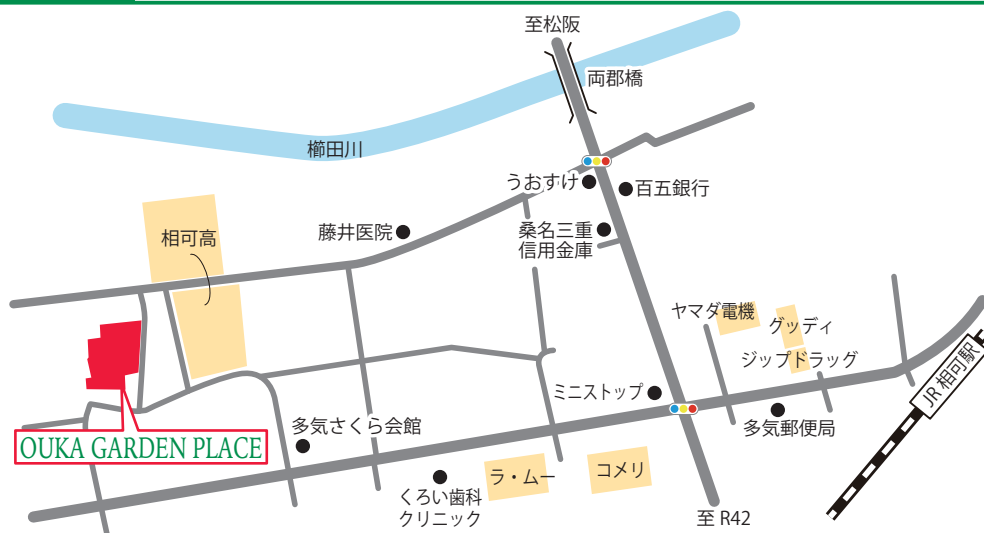 至松阪
両郡橋
櫛田川
うおすけ
百五銀行
相可高
藤井医院
桑名三重
信用金庫
ヤマダ電機
グッディ
ジップドラッグ
JR 相可駅
ミニストップ
多気郵便局
多気さくら会館
OUKA GARDEN PLACE
ラ・ムー
コメリ
くろい歯科
クリニック
至 R42